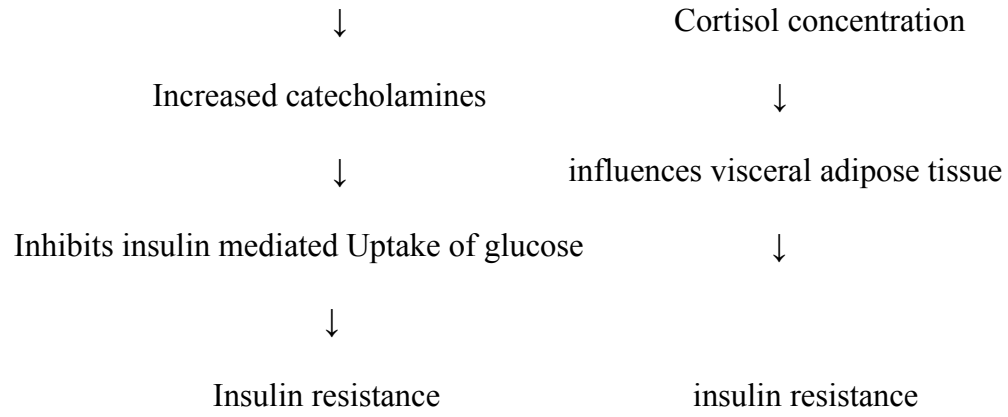 ↓ Cortisol concentration
Increased catecholamines ↓
↓ influences visceral adipose tissue
Inhibits insulin mediated Uptake of glucose ↓
↓
Insulin resistance insulin resistance